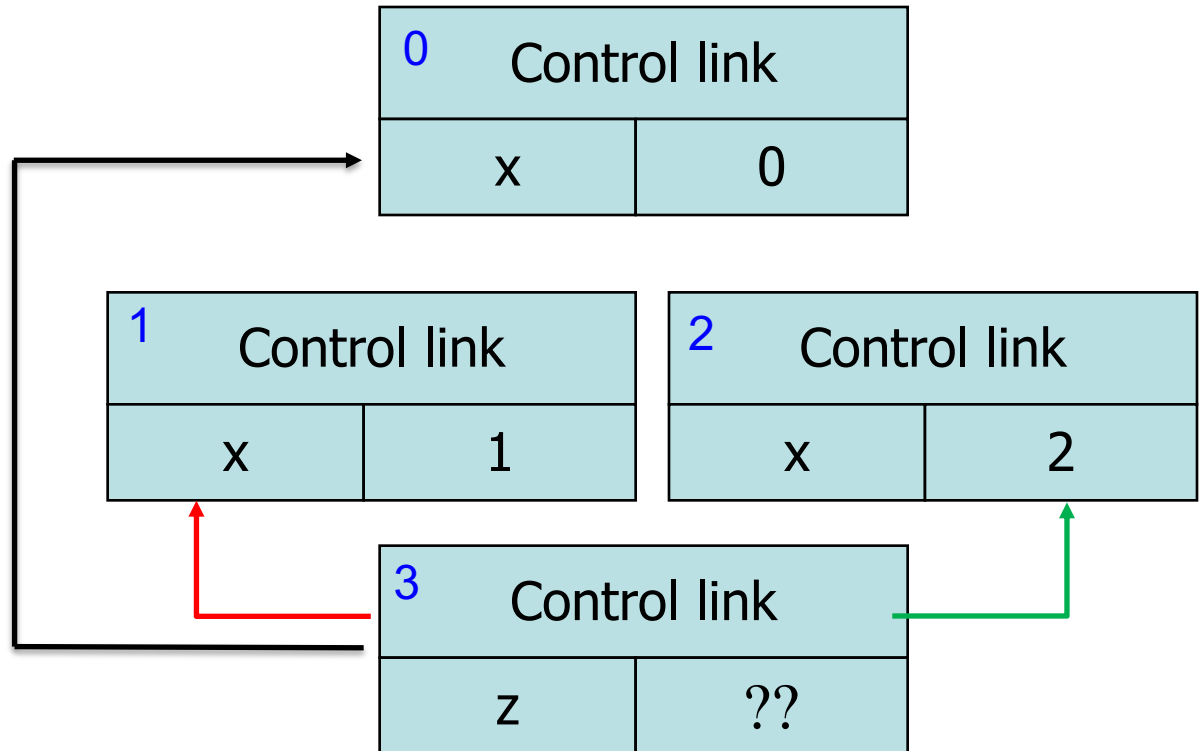 0 Control link
x 0
1 Control link
2 Control link
x 1
x 2
3 Control link
z ??